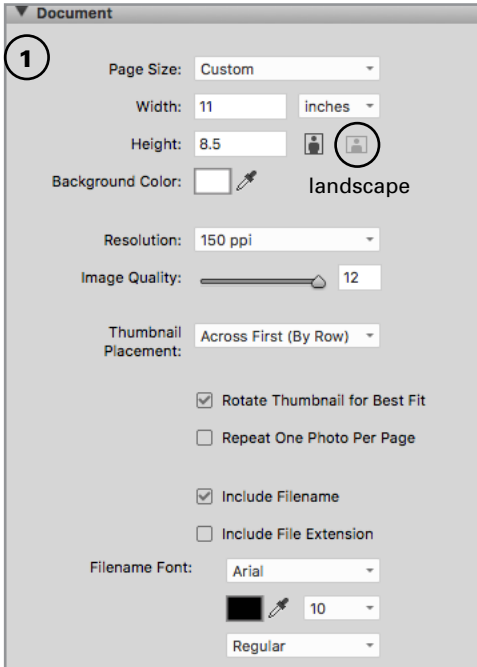 Document
1
Page Size: Custom
Width: 11 inches
Height: 8.5
Background Color:
landscape
Resolution: 150 ppi
Image Quality: 12
Thumbnail
Placement: Across First (By Row)
Rotate Thumbnail for Best Fit
Repeat One Photo Per Page
Include Filename
Include File Extension
Filename Font: Arial
10
Regular